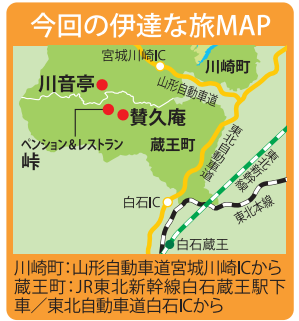 今回の伊達な旅MAP
宮城川崎IC
川崎町
川音亭
山形自動車道
賛久庵
ペンション&レストラン
峠
蔵王町
東北自動車道
東北新幹線
白石IC
東北本線
白石蔵王
川崎町：山形自動車道宮城川崎ICから
蔵王町：JR東北新幹線白石蔵王駅下
車／東北自動車道白石ICから